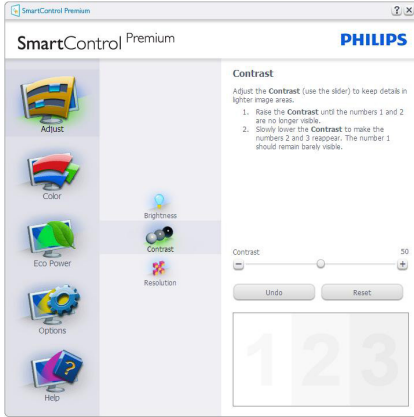 SmartControl Premium
SmartControl Premium
PHILIPS
Adjust
Color
Eco Power
Options
Help
Brightness
Contrast
Resolution
Contrast
Adjust the Contrast (use the slider) to keep details in
lighter image areas.
1. Raise the Contrast until the numbers 1 and 2
are no longer visible.
2. Slowly lower the Contrast to make the
numbers 2 and 3 reappear. The number 1
should remain barely visible.
Contrast 50
Undo Reset
1 2 3